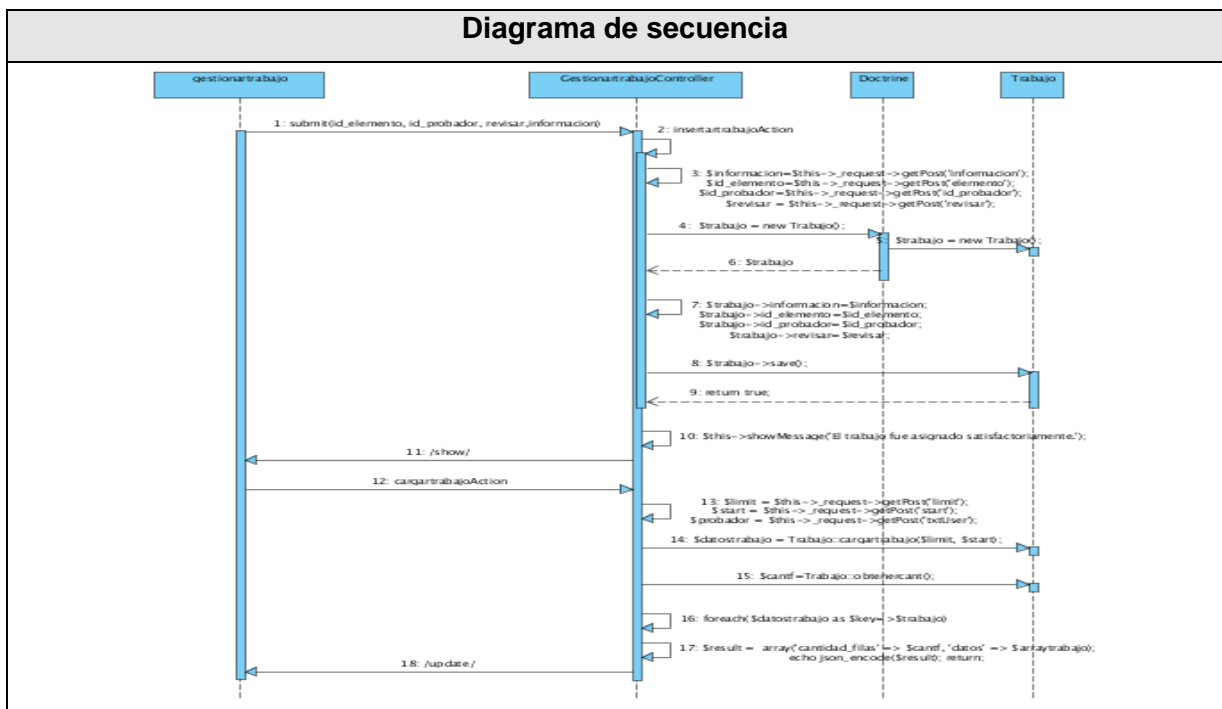 Diagrama de secuencia
gestionartrabajo
GestionartrabajoController
Doctrine
Trabajo
1: submit(id_elemento, id_probador, revisar,informacion)
2: insertartrabajoAction
3: $informacion=$this->_request->getPost('informacion');
$id_elemento=$this->_request->getPost('elemento');
$id_probador=$this->_request->getPost('id_probador');
$revisar = $this->_request->getPost('revisar');
4: $trabajo = new Trabajo();
5: $trabajo = new Trabajo();
6: $trabajo
7: $trabajo->informacion=$informacion;
$trabajo->id_elemento=$id_elemento;
$trabajo->id_probador=$id_probador;
$trabajo->revisar=$revisar;
8: $trabajo->save();
9: return true;
10: $this->showMessage('El trabajo fue asignado satisfactoriamente.');
11: /show/
12: cargartrabajoAction
13: $limit = $this->_request->getPost('limit');
$start = $this->_request->getPost('start');
$probador = $this->_request->getPost('txtUser');
14: $datostrabajo = Trabajo::cargartrabajo($limit, $start);
15: $cantf=Trabajo::obtenercant();
16: foreach($datostrabajo as $key=>$trabajo)
17: $result = array('cantidad_filas' => $cantf, 'datos' => $arraytrabajo);
echo json_encode($result); return;
18: /update/